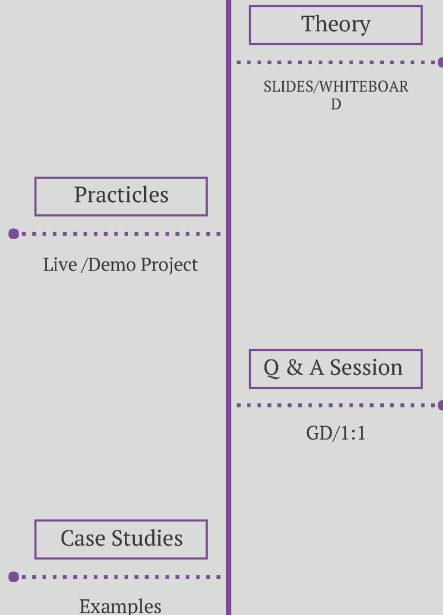 Theory
SLIDES/WHITEBOAR
D
Practicles
Live /Demo Project
Q & A Session
GD/1:1
Case Studies
Examples